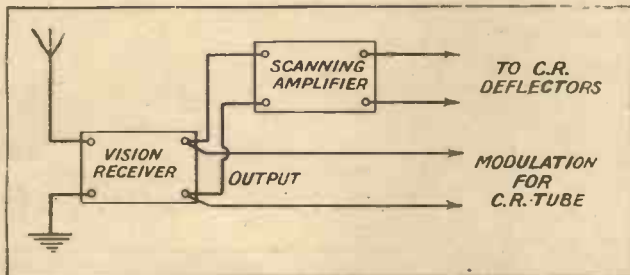 SCANNING
AMPLIFIER
TO C.R.
DEFLECTORS
VISION
RECEIVER
OUTPUT
MODULATION
FOR
C.R. TUBE